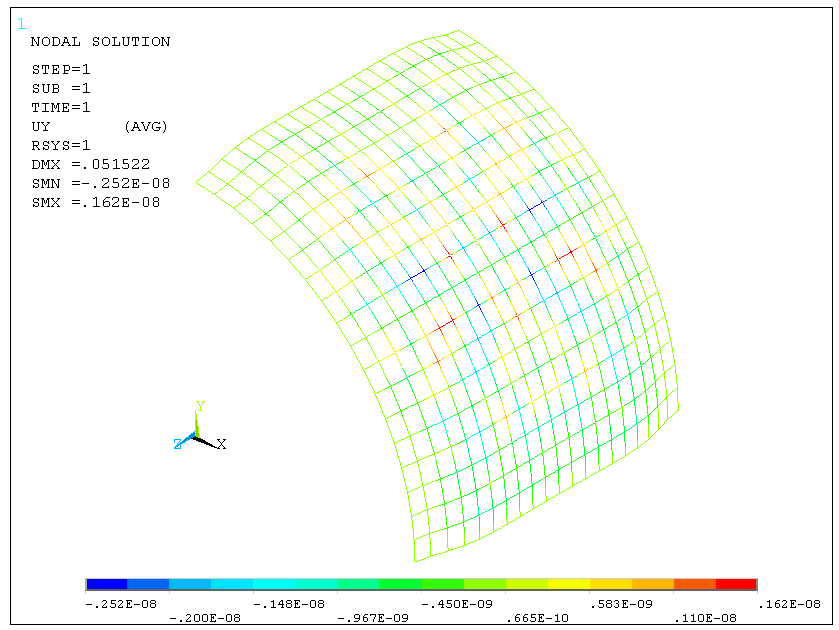 1
NODAL SOLUTION
STEP=1
SUB =1
TIME=1
UY (AVG)
RSYS=1
DMX =.051522
SMN =-.252E-08
SMX =.162E-08
Y
Z X
-.252E-08 -.148E-08 -.450E-09 .583E-09 .162E-08
-.200E-08 -.967E-09 .665E-10 .110E-08